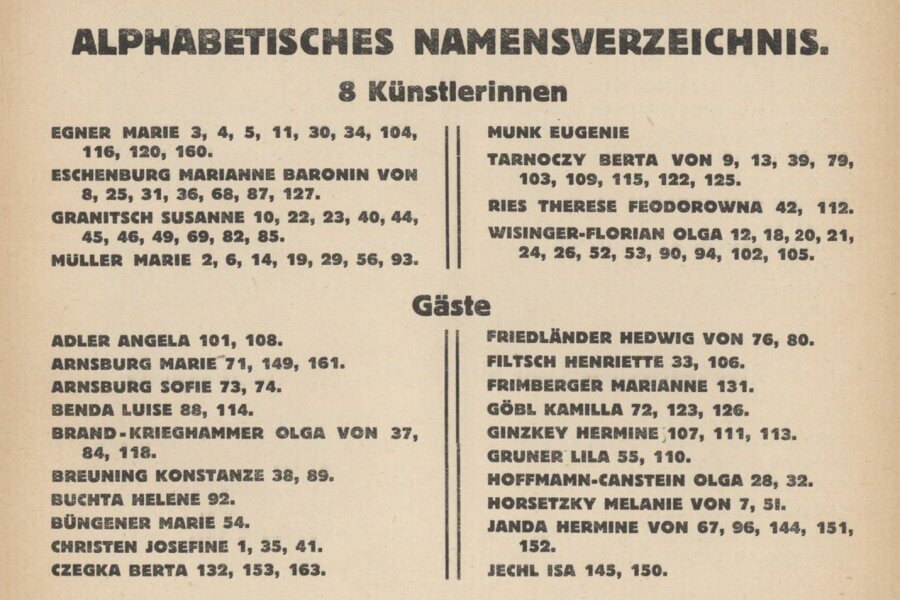 ALPHABETISCHES NAMENSVERZEICHNIS.
8 Künstlerinnen
EGNER MARIE 3, 4, 5, 11, 30, 34, 104,
116, 120, 160.
ESCHENBURG MARIANNE BARONIN VON
8, 25, 31, 36, 68, 87, 127.
GRANITSCH SUSANNE 10, 22, 23, 40, 44,
45, 46, 49, 69, 82, 85.
MÜLLER MARIE 2, 6, 14, 19, 29, 56, 93.
MUNK EUGENIE
TARNOCZY BERTA VON 9, 13, 39, 79,
103, 109, 115, 122, 125.
RIES THERESE FEODOROWNA 42, 112.
WISINGER-FLORIAN OLGA 12, 18, 20, 21,
24, 26, 52, 53, 90, 94, 102, 105.
Gäste
ADLER ANGELA 101, 108.
ARNSBURG MARIE 71, 149, 161.
ARNSBURG SOFIE 73, 74.
BENDA LUISE 88, 114.
BRAND-KRIEGHAMMER OLGA VON 37,
84, 118.
BREUNING KONSTANZE 38, 89.
BUCHTA HELENE 92.
BÜNGENER MARIE 54.
CHRISTEN JOSEFINE 1, 35, 41.
CZEGKA BERTA 132, 153, 163.
FRIEDLÄNDER HEDWIG VON 76, 80.
FILTSCH HENRIETTE 33, 106.
FRIMBERGER MARIANNE 131.
GÖBL KAMILLA 72, 123, 126.
GINZKEY HERMINE 107, 111, 113.
GRUNER LILA 55, 110.
HOFFMAMN-CANSTEIN OLGA 28, 32.
HORSETZKY MELANIE VON 7, 51.
JANDA HERMINE VON 67, 96, 144, 151,
152.
JECHL ISA 145, 150.